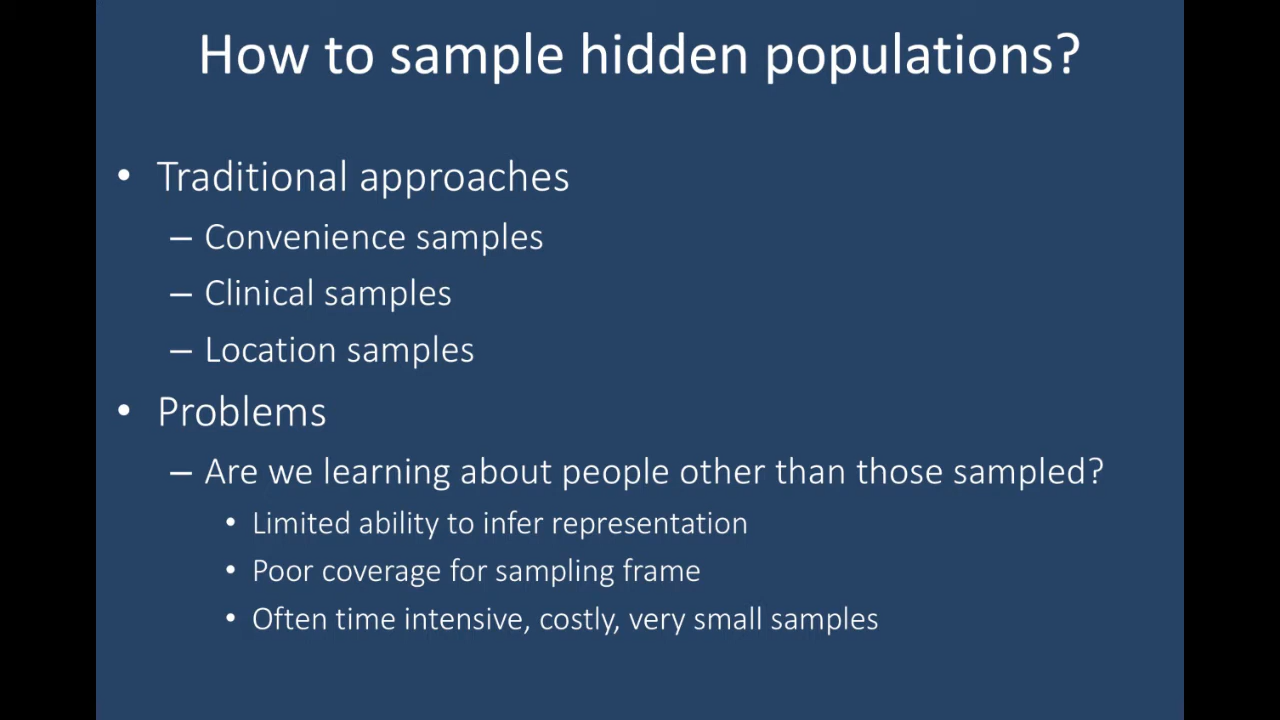 How to sample hidden populations?
• Traditional approaches
– Convenience samples
– Clinical samples
– Location samples
• Problems
– Are we learning about people other than those sampled?
• Limited ability to infer representation
• Poor coverage for sampling frame
• Often time intensive, costly, very small samples